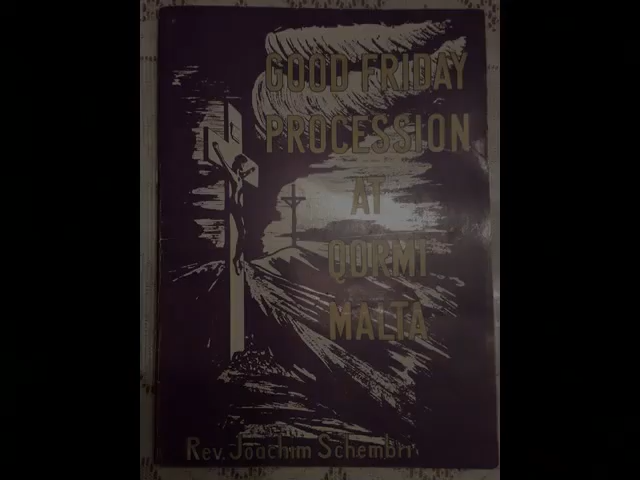 GOOD FRIDAY
PROCESSION
AT
QORMI
MALTA
Rev. Joachim Schembri